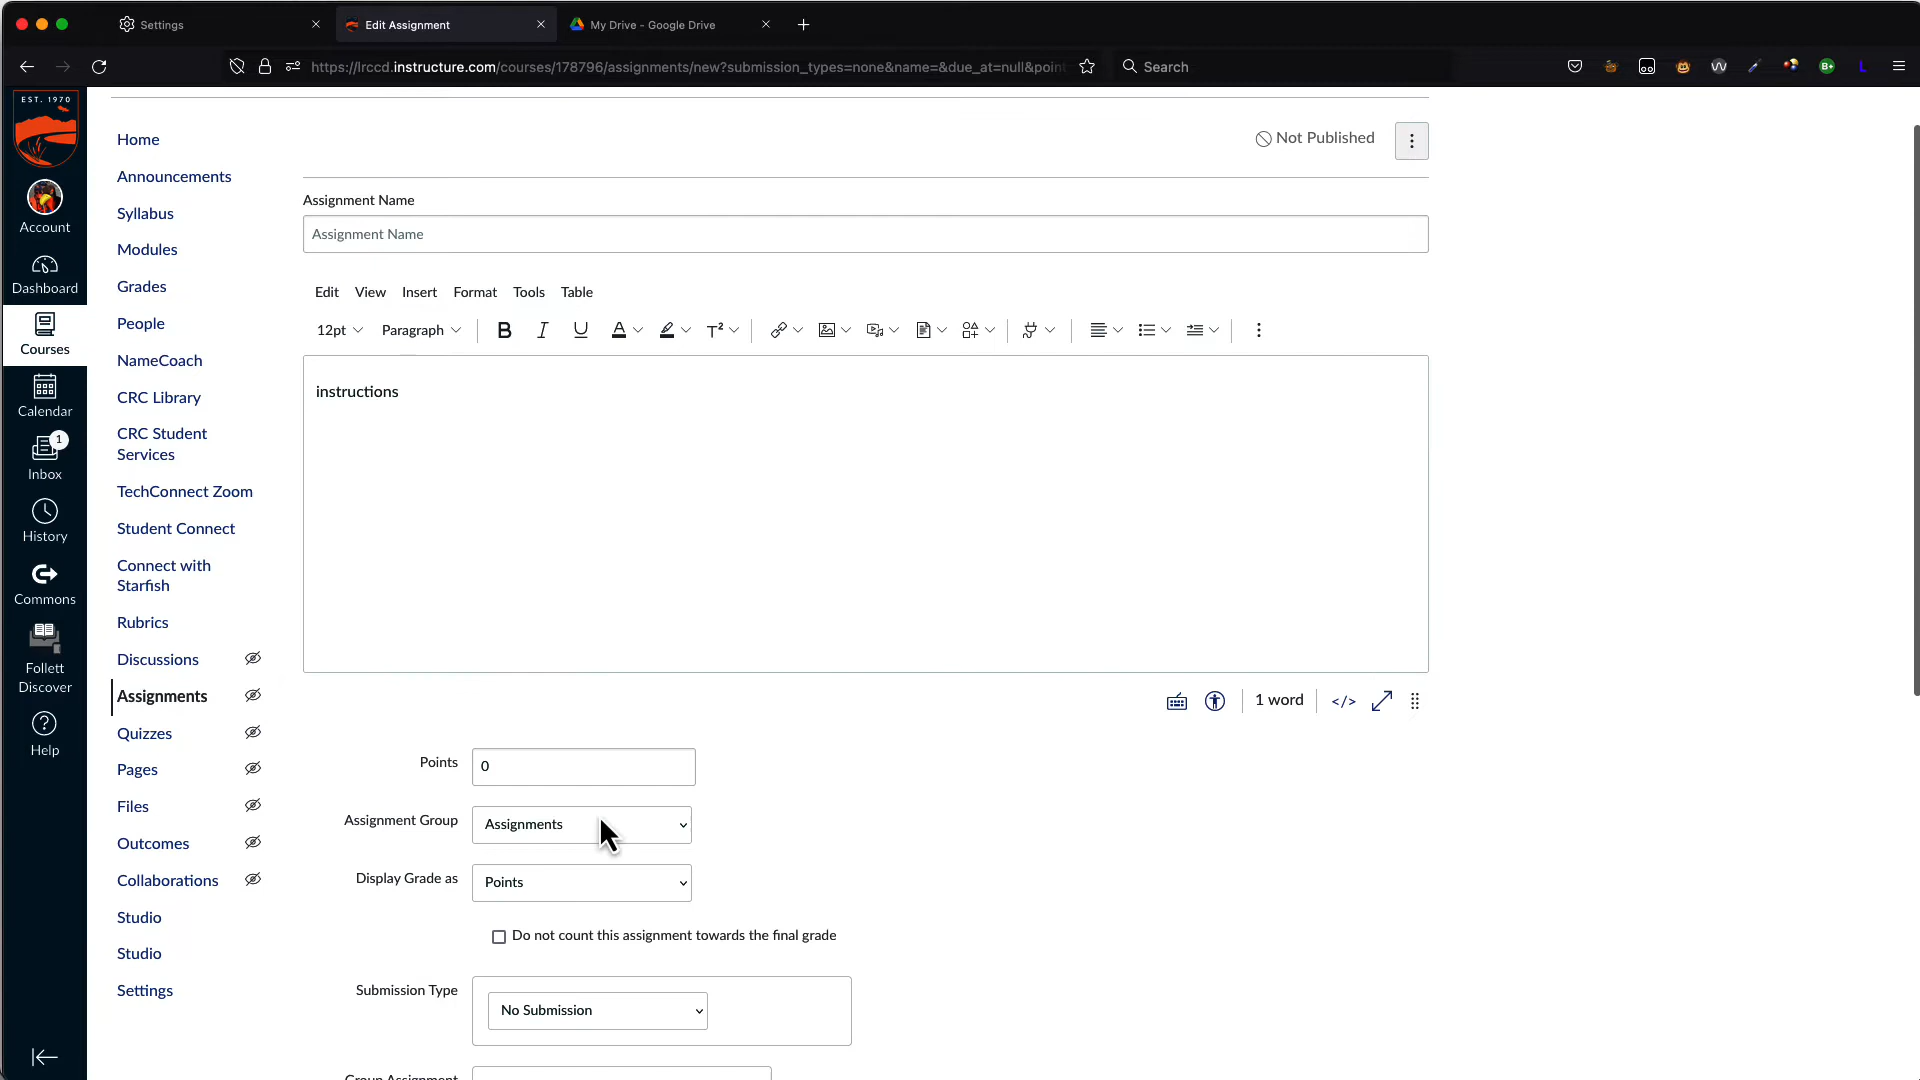 Settings
Edit Assignment
My Drive - Google Drive
https://lrccd.instructure.com/courses/178796/assignments/new?submission_types=none&name=&due_at=null&point
Search
EST. 1970
Account
Dashboard
Courses
Calendar
1
Inbox
History
Commons
Follett
Discover
Help
Home
Announcements
Syllabus
Modules
Grades
People
NameCoach
CRC Library
CRC Student
Services
TechConnect Zoom
Student Connect
Connect with
Starfish
Rubrics
Discussions
Assignments
Quizzes
Pages
Files
Outcomes
Collaborations
Studio
Studio
Settings
Not Published
Assignment Name
Assignment Name
Edit View Insert Format Tools Table
12pt Paragraph B I U A T²
instructions
1 word </>
Points 0
Assignment Group Assignments
Display Grade as Points
Do not count this assignment towards the final grade
Submission Type No Submission
Group Assignment